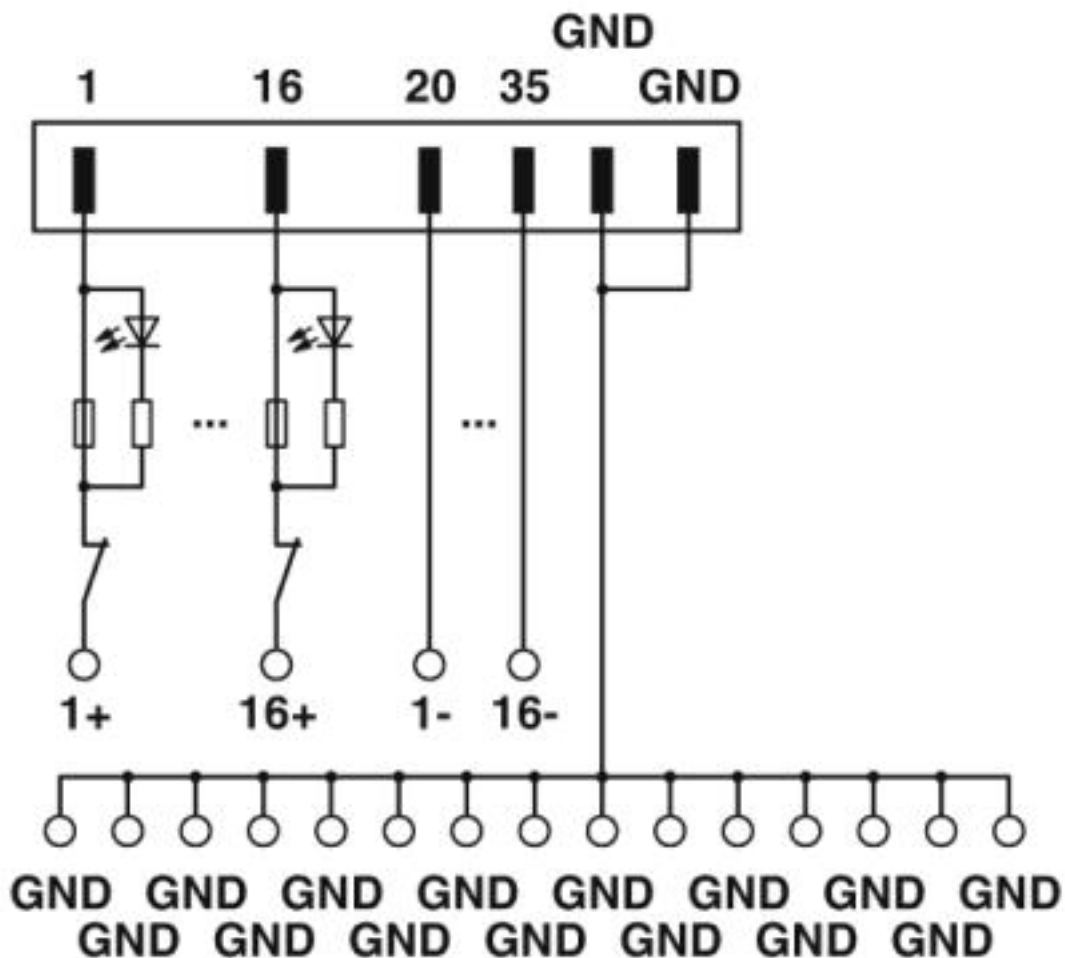 GND
1 16 20 35 GND
... ...
1+ 16+ 1- 16-
GND GND GND GND GND GND GND GND
GND GND GND GND GND GND GND